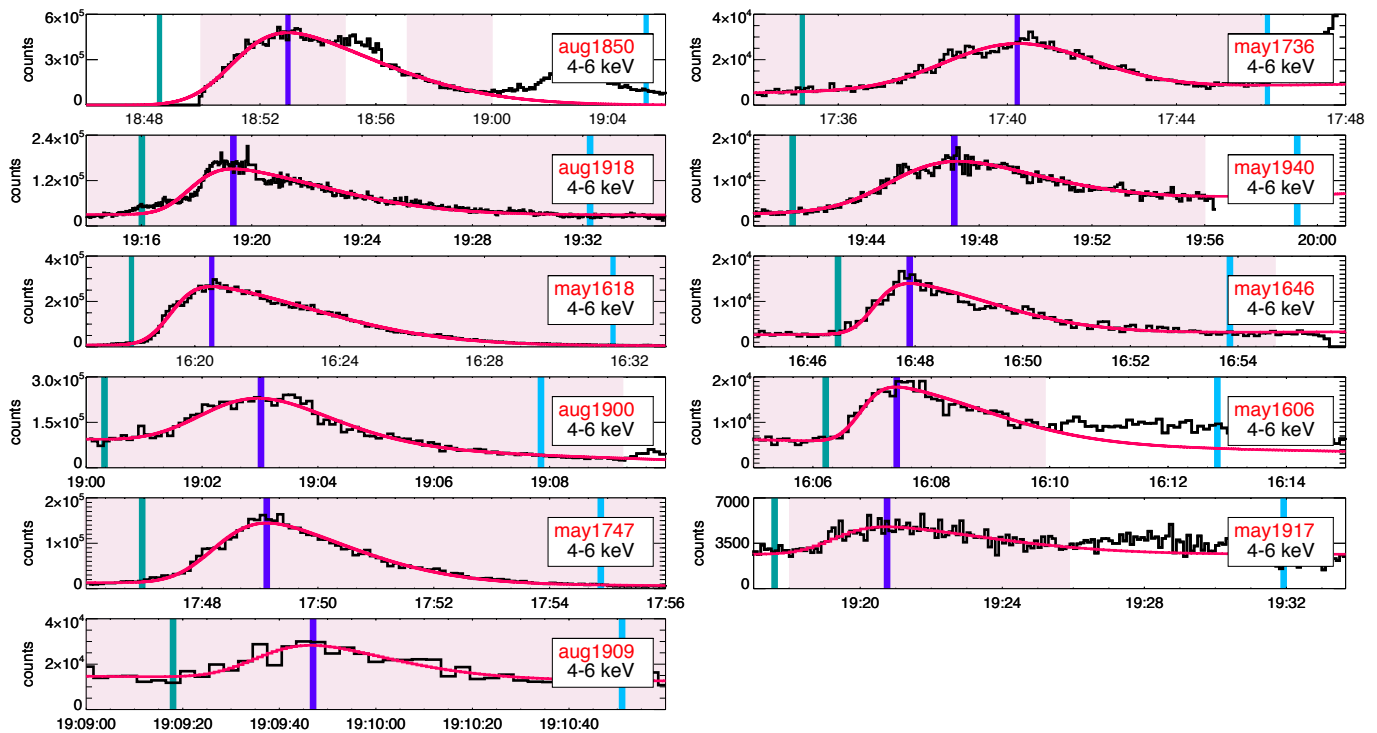 counts
6×10⁵
3×10⁵
0
aug1850
4-6 keV
18:48 18:52 18:56 19:00 19:04
counts
4×10⁴
2×10⁴
0
may1736
4-6 keV
17:36 17:40 17:44 17:48
counts
2.4×10⁵
1.2×10⁵
0
aug1918
4-6 keV
19:16 19:20 19:24 19:28 19:32
counts
2×10⁴
1×10⁴
0
may1940
4-6 keV
19:44 19:48 19:52 19:56 20:00
counts
4×10⁵
2×10⁵
0
may1618
4-6 keV
16:20 16:24 16:28 16:32
counts
2×10⁴
1×10⁴
0
may1646
4-6 keV
16:46 16:48 16:50 16:52 16:54
counts
3.0×10⁵
1.5×10⁵
0
aug1900
4-6 keV
19:00 19:02 19:04 19:06 19:08
counts
2×10⁴
1×10⁴
0
may1606
4-6 keV
16:06 16:08 16:10 16:12 16:14
counts
2×10⁵
1×10⁵
0
may1747
4-6 keV
17:48 17:50 17:52 17:54 17:56
counts
7000
3500
0
may1917
4-6 keV
19:20 19:24 19:28 19:32
counts
4×10⁴
2×10⁴
0
aug1909
4-6 keV
19:09:00 19:09:20 19:09:40 19:10:00 19:10:20 19:10:40